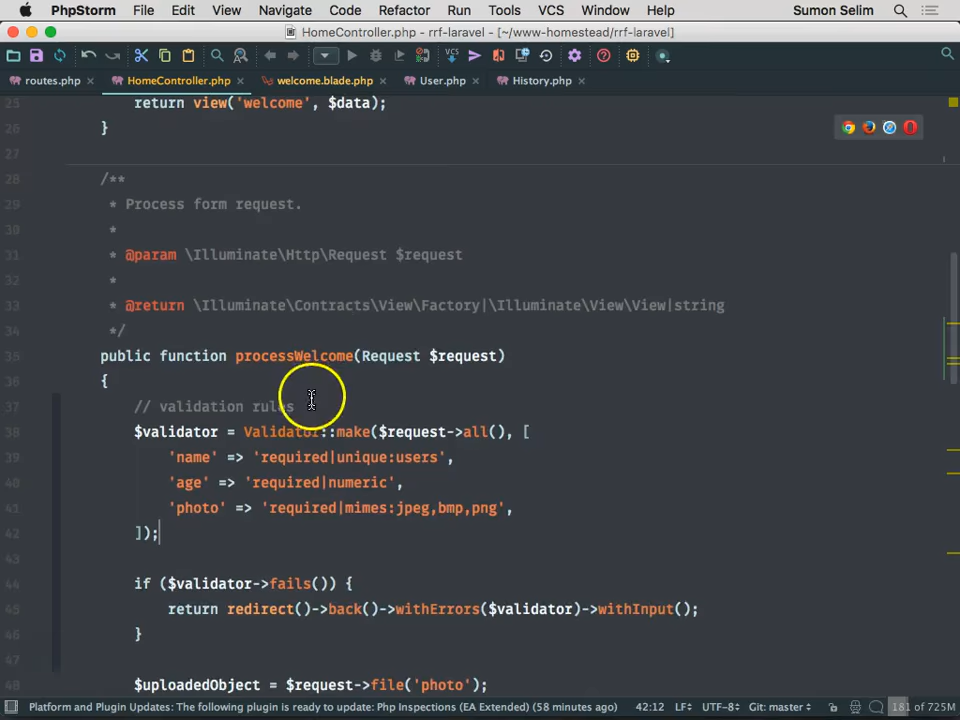 PhpStorm File Edit View Navigate Code Refactor Run Tools VCS Window Help Sumon Selim
HomeController.php - rrf-laravel - [~/www-homestead/rrf-laravel]
routes.php HomeController.php welcome.blade.php User.php History.php
25 return view('welcome', $data);
26 }
27
28 /**
29 * Process form request.
30 *
31 * @param \Illuminate\Http\Request $request
32 *
33 * @return \Illuminate\Contracts\View\Factory|\Illuminate\View\View|string
34 */
35 public function processWelcome(Request $request)
36 {
37 // validation rules
38 $validator = Validator::make($request->all(), [
39 'name' => 'required|unique:users',
40 'age' => 'required|numeric',
41 'photo' => 'required|mimes:jpeg,bmp,png',
42 ]);
43
44 if ($validator->fails()) {
45 return redirect()->back()->withErrors($validator)->withInput();
46 }
47
48 $uploadedObject = $request->file('photo');
Platform and Plugin Updates: The following plugin is ready to update: Php Inspections (EA Extended) (58 minutes ago) 42:12 LF÷ UTF-8÷ Git: master÷ 181 of 725M